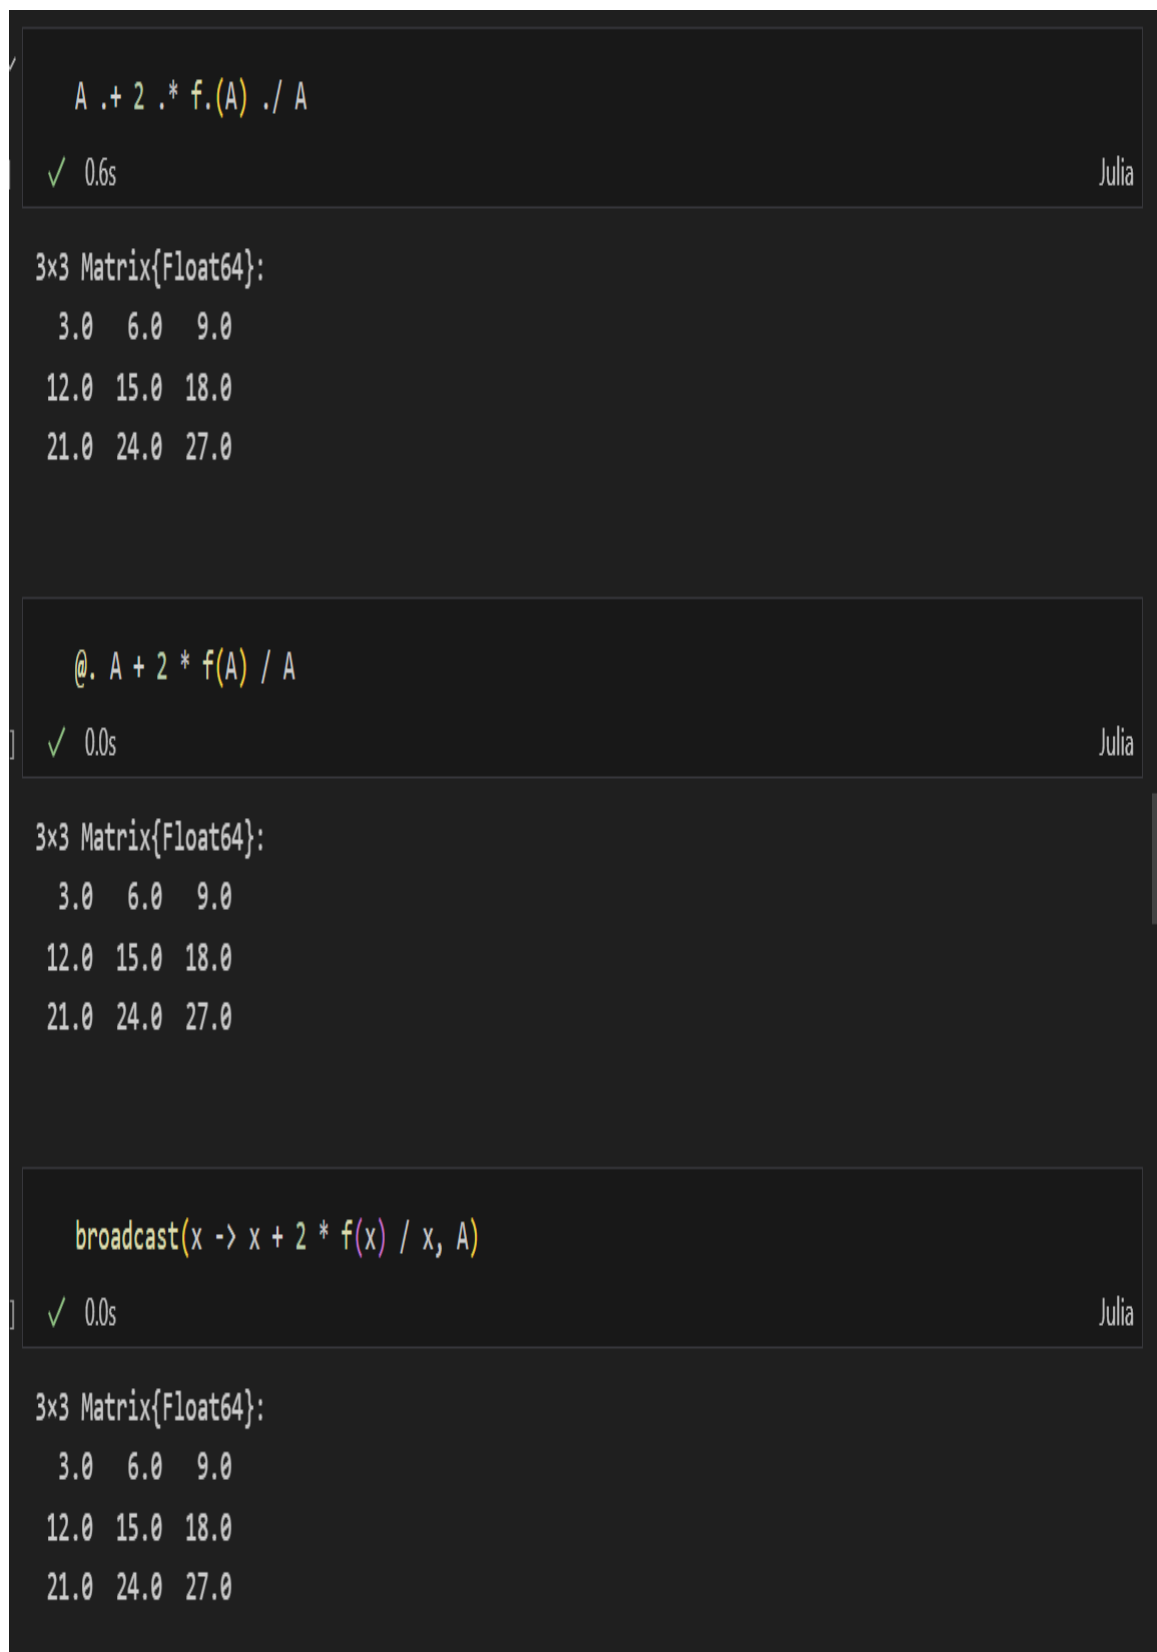 A .+ 2 .* f.(A) ./ A
✓ 0.6s Julia
3×3 Matrix{Float64}:
3.0 6.0 9.0
12.0 15.0 18.0
21.0 24.0 27.0
@. A + 2 * f(A) / A
] ✓ 0.0s Julia
3×3 Matrix{Float64}:
3.0 6.0 9.0
12.0 15.0 18.0
21.0 24.0 27.0
broadcast(x -> x + 2 * f(x) / x, A)
] ✓ 0.0s Julia
3×3 Matrix{Float64}:
3.0 6.0 9.0
12.0 15.0 18.0
21.0 24.0 27.0